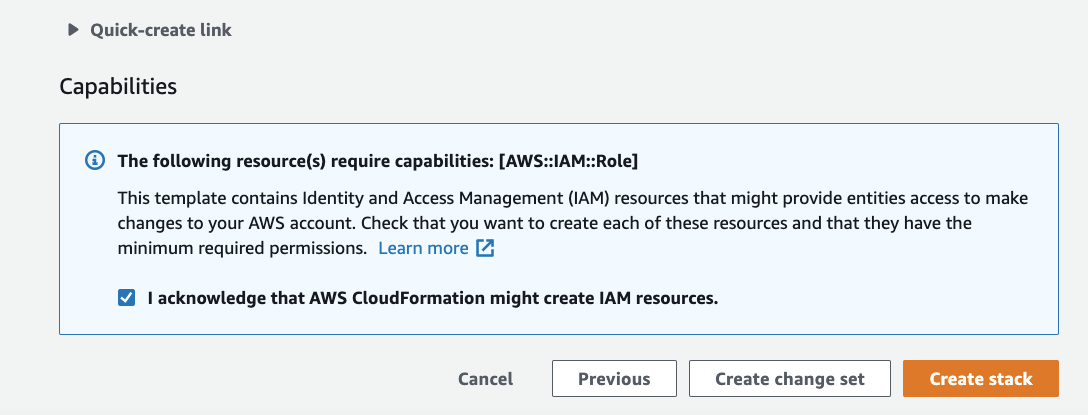 Quick-create link
Capabilities
The following resource(s) require capabilities: [AWS::IAM::Role]
This template contains Identity and Access Management (IAM) resources that might provide entities access to make
changes to your AWS account. Check that you want to create each of these resources and that they have the
minimum required permissions. Learn more
I acknowledge that AWS CloudFormation might create IAM resources.
Cancel Previous Create change set Create stack